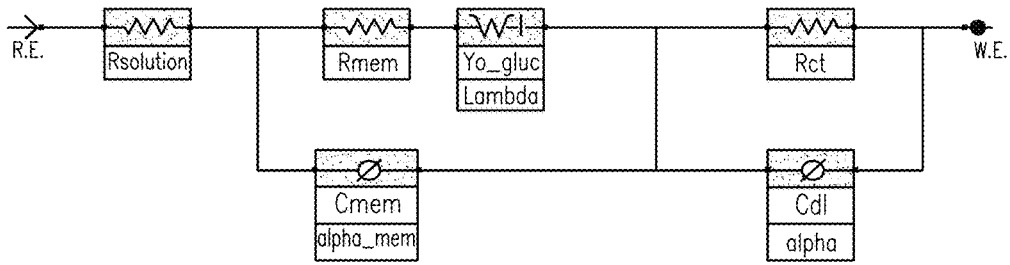 R.E.
Rsolution
Rmem
Yo_gluc
Lambda
Rct
W.E.
Cmem
alpha_mem
Cdl
alpha